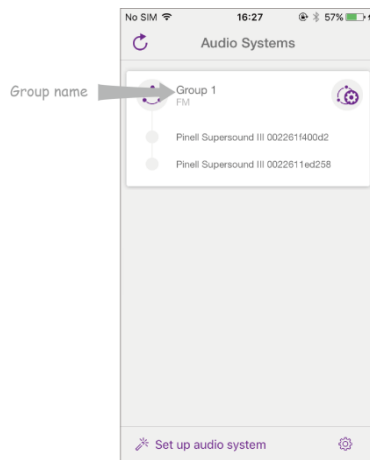 No SIM 16:27 57%
Audio Systems
Group name
Group 1
FM
Pinell Supersound III 002261f400d2
Pinell Supersound III 0022611ed258
Set up audio system